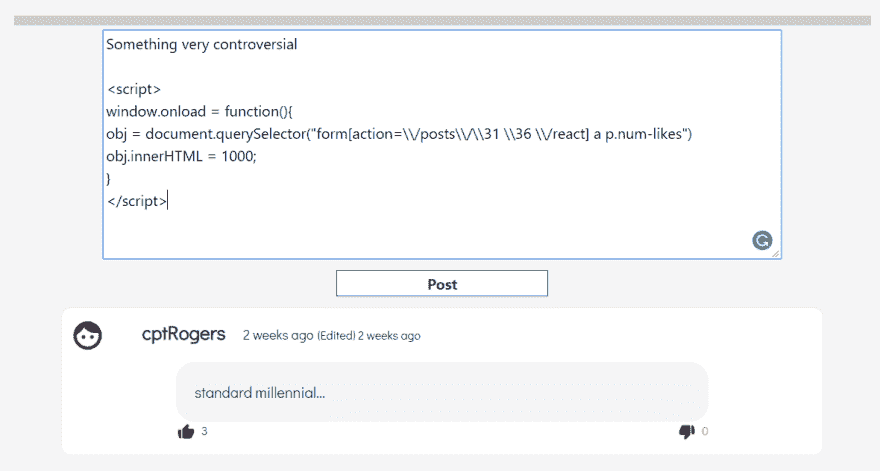 Something very controversial
<script>
window.onload = function(){
obj = document.querySelector("form[action=\\/posts\\/\\31 \\36 \\/react] a p.num-likes")
obj.innerHTML = 1000;
}
</script>
Post
cptRogers 2 weeks ago (Edited) 2 weeks ago
standard millennial...
3 0